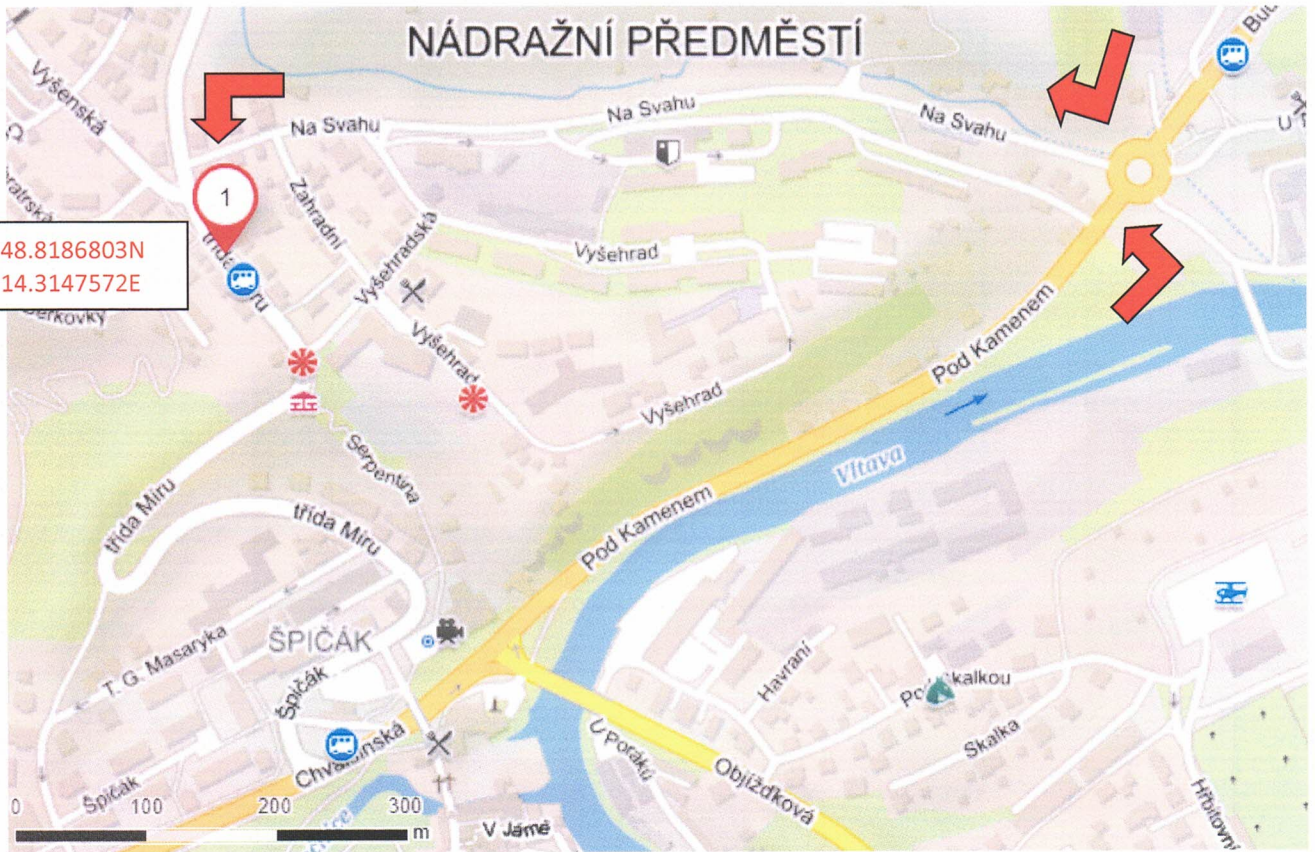 NÁDRAŽNÍ PŘEDMĚSTÍ
Vyšenská
Na Svahu
Na Svahu
Na Svahu
1
Zahradní
Vyšehradská
Vyšehrad
48.8186803N
14.3147572E
Vyšehrad
Vyšehrad
Pod Kamenem
Serpentina
Vltava
třída Míru
třída Míru
Pod Kamenem
T. G. Masaryka
ŠPIČÁK
Špičák
Havraní
Skalka
U Poráků
Objížďková
Špičák
V Jámě
0 100 200 300
m